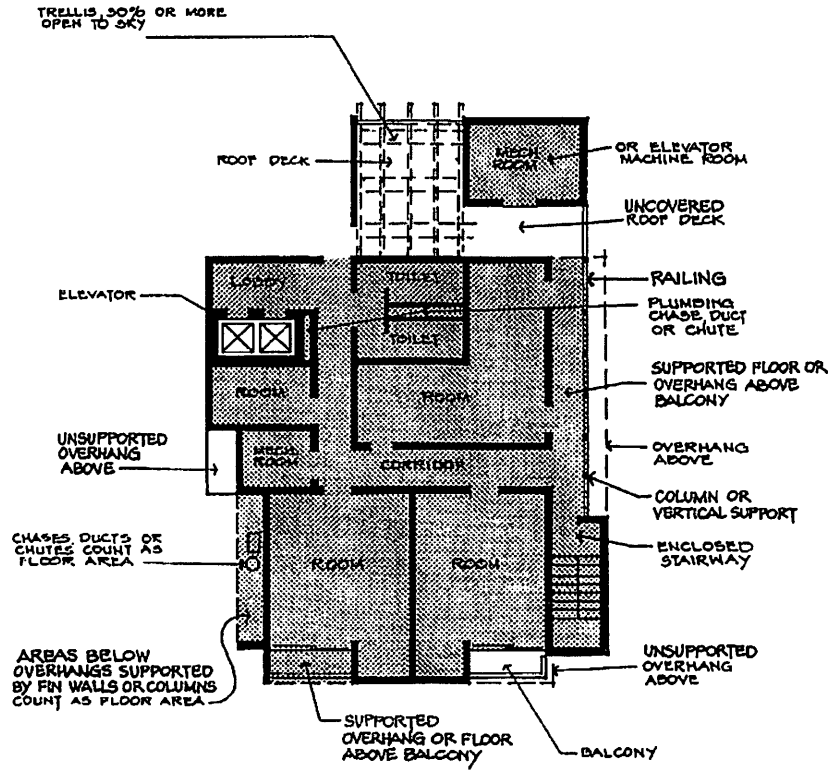 TRELLIS, 50% OR MORE
OPEN TO SKY
ROOF DECK
MECH
ROOM
OR ELEVATOR
MACHINE ROOM
UNCOVERED
ROOF DECK
LOBBY
TOILET
RAILING
ELEVATOR
PLUMBING
CHASE, DUCT
OR CHUTE
TOILET
SUPPORTED FLOOR OR
OVERHANG ABOVE
BALCONY
ROOM
ROOM
UNSUPPORTED
OVERHANG
ABOVE
MECH
ROOM
CORRIDOR
OVERHANG
ABOVE
COLUMN OR
VERTICAL SUPPORT
CHASES, DUCTS OR
CHUTES COUNT AS
FLOOR AREA
ENCLOSED
STAIRWAY
ROOM
ROOM
AREAS BELOW
OVERHANGS SUPPORTED
BY FIN WALLS OR COLUMNS
COUNT AS FLOOR AREA
UNSUPPORTED
OVERHANG
ABOVE
SUPPORTED
OVERHANG OR FLOOR
ABOVE BALCONY
BALCONY